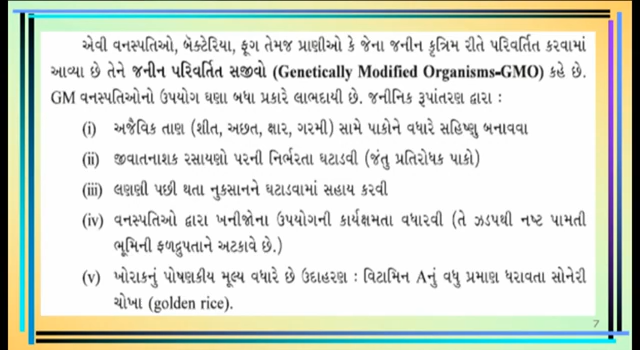 એવી વનસ્પતિઓ, બૅક્ટેરિયા, ફૂગ તેમજ પ્રાણીઓ કે જેના જનીન કૃત્રિમ રીતે પરિવર્તિત કરવામાં
આવ્યા છે તેને જનીન પરિવર્તિત સજીવો (Genetically Modified Organisms-GMO) કહે છે.
GM વનસ્પતિઓનો ઉપયોગ ઘણા બધા પ્રકારે લાભદાયી છે. જનીનિક રૂપાંતરણ દ્વારા :
(i) અજૈવિક તાણ (શીત, અછત, ક્ષાર, ગરમી) સામે પાકોને વધારે સહિષ્ણુ બનાવવા
(ii) જીવાતનાશક રસાયણો પરની નિર્ભરતા ઘટાડવી (જંતુ પ્રતિરોધક પાકો)
(iii) લણણી પછી થતા નુકસાનને ઘટાડવામાં સહાય કરવી
(iv) વનસ્પતિઓ દ્વારા ખનીજોના ઉપયોગની કાર્યક્ષમતા વધારવી (તે ઝડપથી નષ્ટ પામતી
ભૂમિની ફળદ્રુપતાને અટકાવે છે.)
(v) ખોરાકનું પોષણકીય મૂલ્ય વધારે છે ઉદાહરણ : વિટામિન Aનું વધુ પ્રમાણ ધરાવતા સોનેરી
ચોખા (golden rice).
7